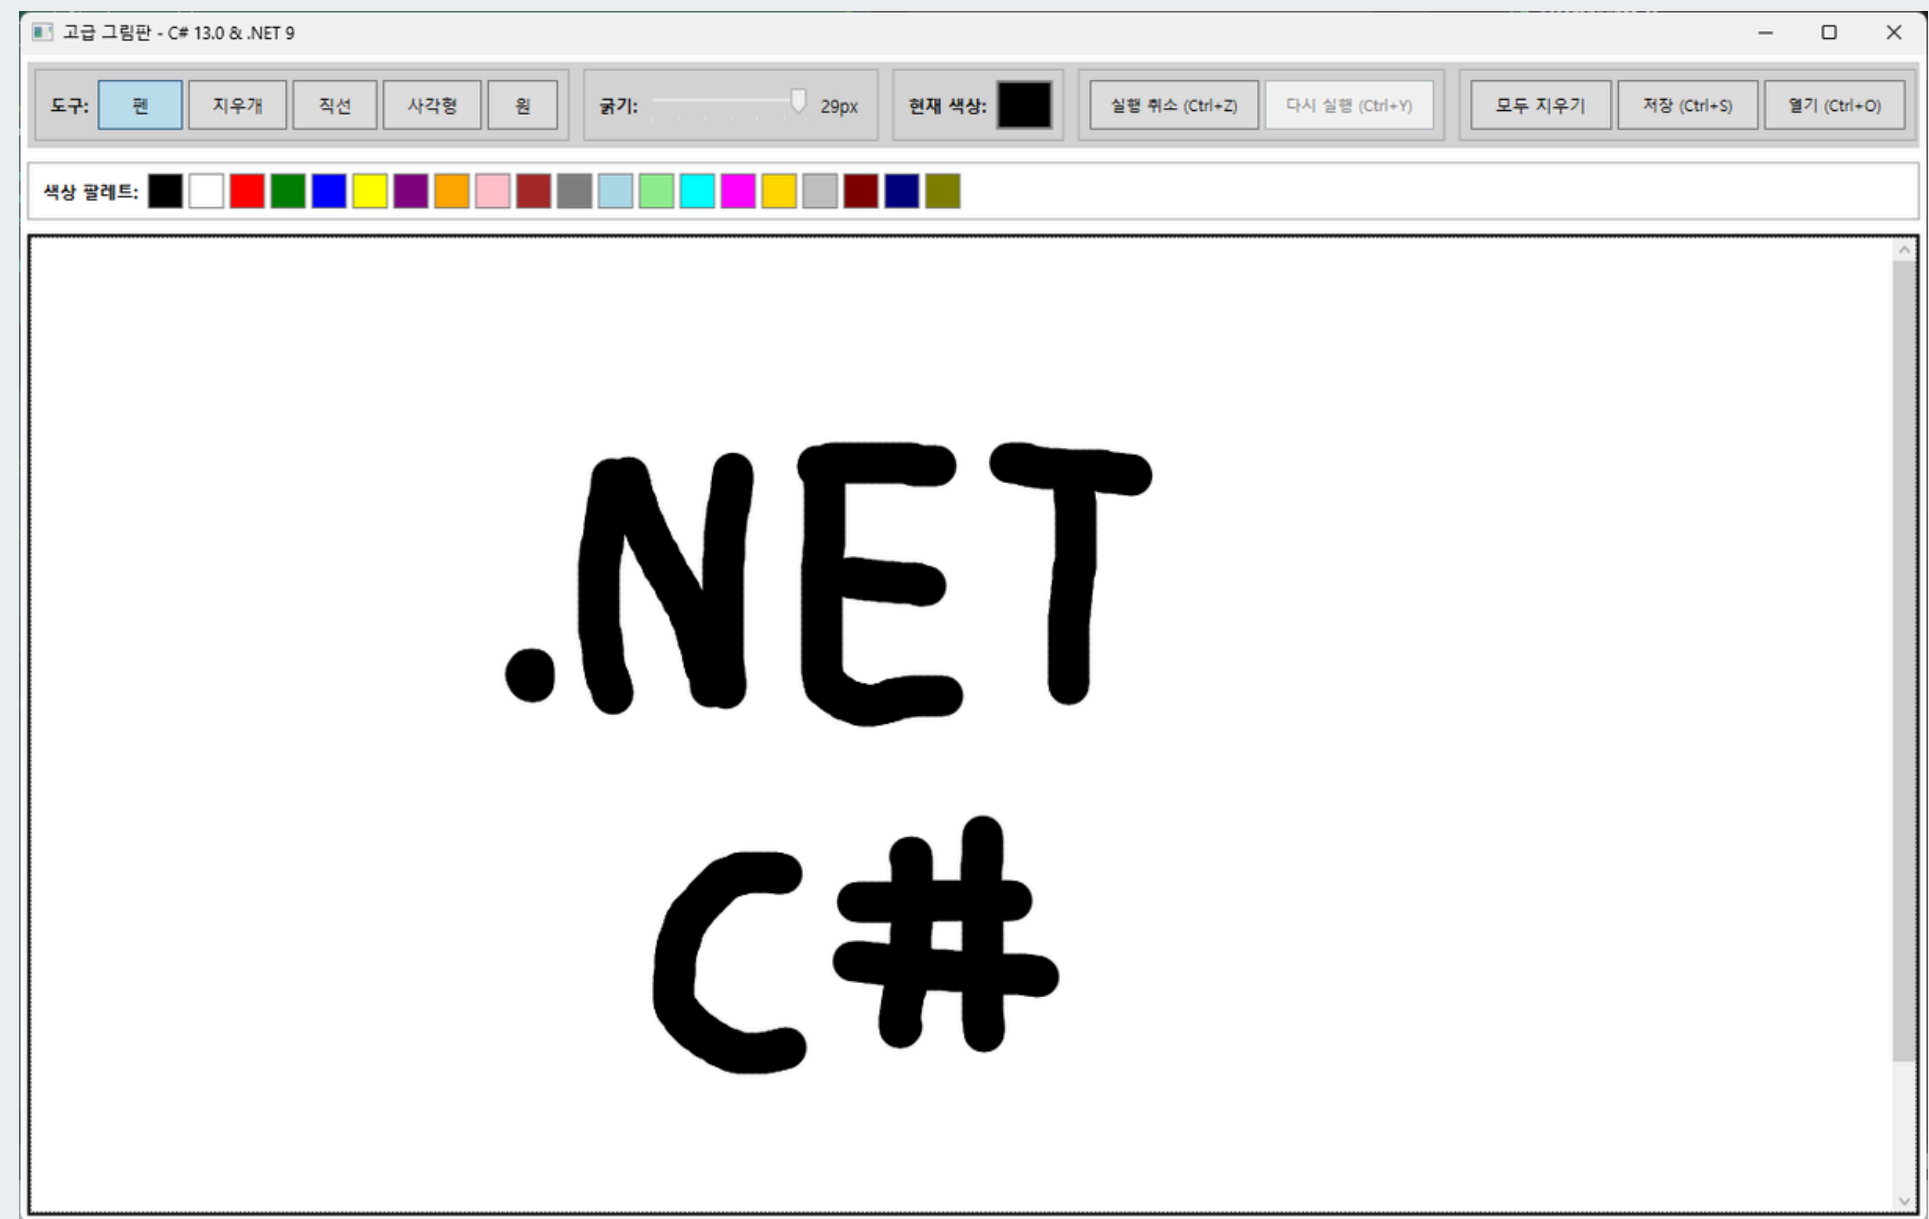 고급 그림판 - C# 13.0 & .NET 9
도구: 펜 지우개 직선 사각형 원 굵기: 29px 현재 색상: 실행 취소 (Ctrl+Z) 다시 실행 (Ctrl+Y) 모두 지우기 저장 (Ctrl+S) 열기 (Ctrl+O)
색상 팔레트:
.NET
C#